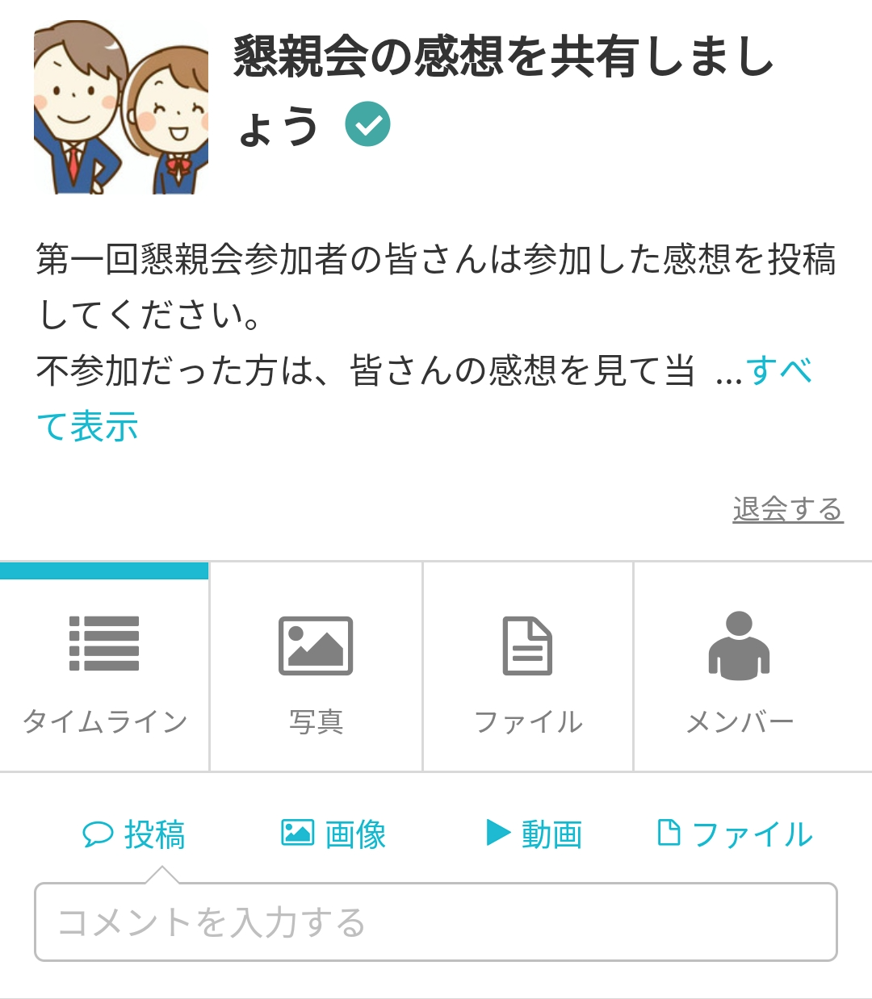 懇親会の感想を共有しまし
ょう
第一回懇親会参加者の皆さんは参加した感想を投稿
してください。
不参加だった方は、皆さんの感想を見て当 ...すべ
て表示
退会する
タイムライン 写真 ファイル メンバー
投稿 画像 動画 ファイル
コメントを入力する